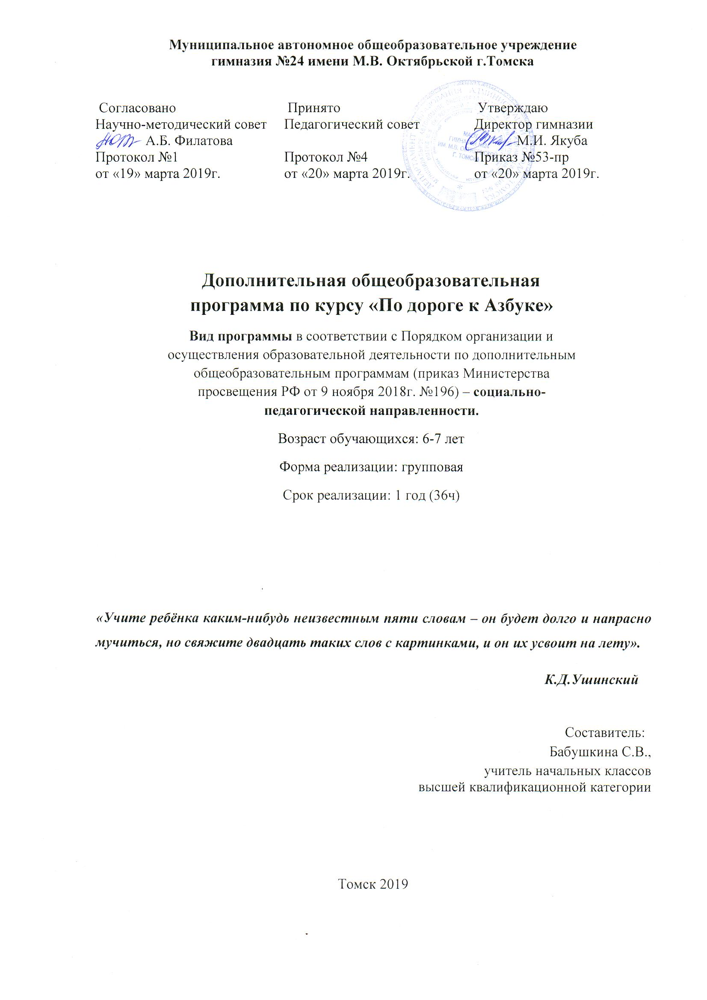 Муниципальное автономное общеобразовательное учреждение
гимназия №24 имени М.В. Октябрьской г.Томска
Согласовано
Научно-методический совет
А.Б. Филатова
Протокол №1
от «19» марта 2019г.
Принято
Педагогический совет
Протокол №4
от «20» марта 2019г.
Утверждаю
Директор гимназии
М.И. Якуба
Приказ №53-пр
от «20» марта 2019г.
ГИМНАЗИЯ №24
ИМ. М.В. ОКТЯБРЬСКОЙ
Г. ТОМСКА
Дополнительная общеобразовательная
программа по курсу «По дороге к Азбуке»
Вид программы в соответствии с Порядком организации и
осуществления образовательной деятельности по дополнительным
общеобразовательным программам (приказ Министерства
просвещения РФ от 9 ноября 2018г. №196) – социально-
педагогической направленности.
Возраст обучающихся: 6-7 лет
Форма реализации: групповая
Срок реализации: 1 год (36ч)
«Учите ребёнка каким-нибудь неизвестным пяти словам – он будет долго и напрасно
мучиться, но свяжите двадцать таких слов с картинками, и он их усвоит на лету».
К.Д.Ушинский
Составитель:
Бабушкина С.В.,
учитель начальных классов
высшей квалификационной категории
Томск 2019